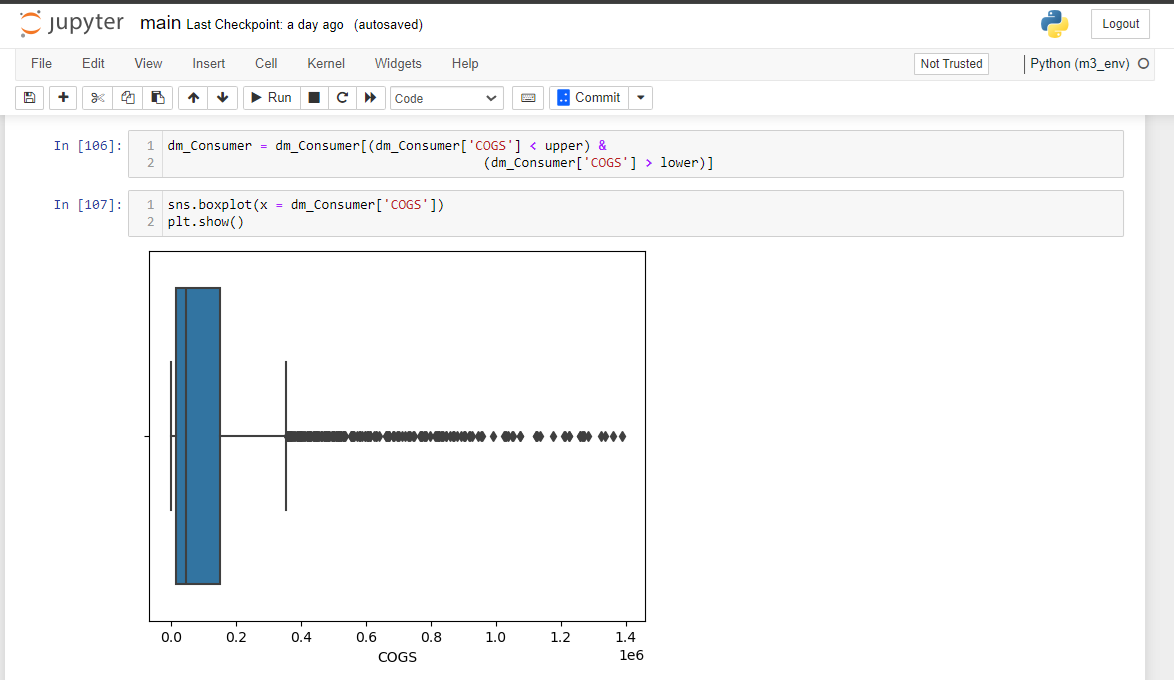 jupyter main Last Checkpoint: a day ago (autosaved) Logout
File Edit View Insert Cell Kernel Widgets Help Not Trusted Python (m3_env)
Run Code Commit
In [106]: 1 dm_Consumer = dm_Consumer[(dm_Consumer['COGS'] < upper) &
2 (dm_Consumer['COGS'] > lower)]
In [107]: 1 sns.boxplot(x = dm_Consumer['COGS'])
2 plt.show()
0.0 0.2 0.4 0.6 0.8 1.0 1.2 1.4
COGS 1e6